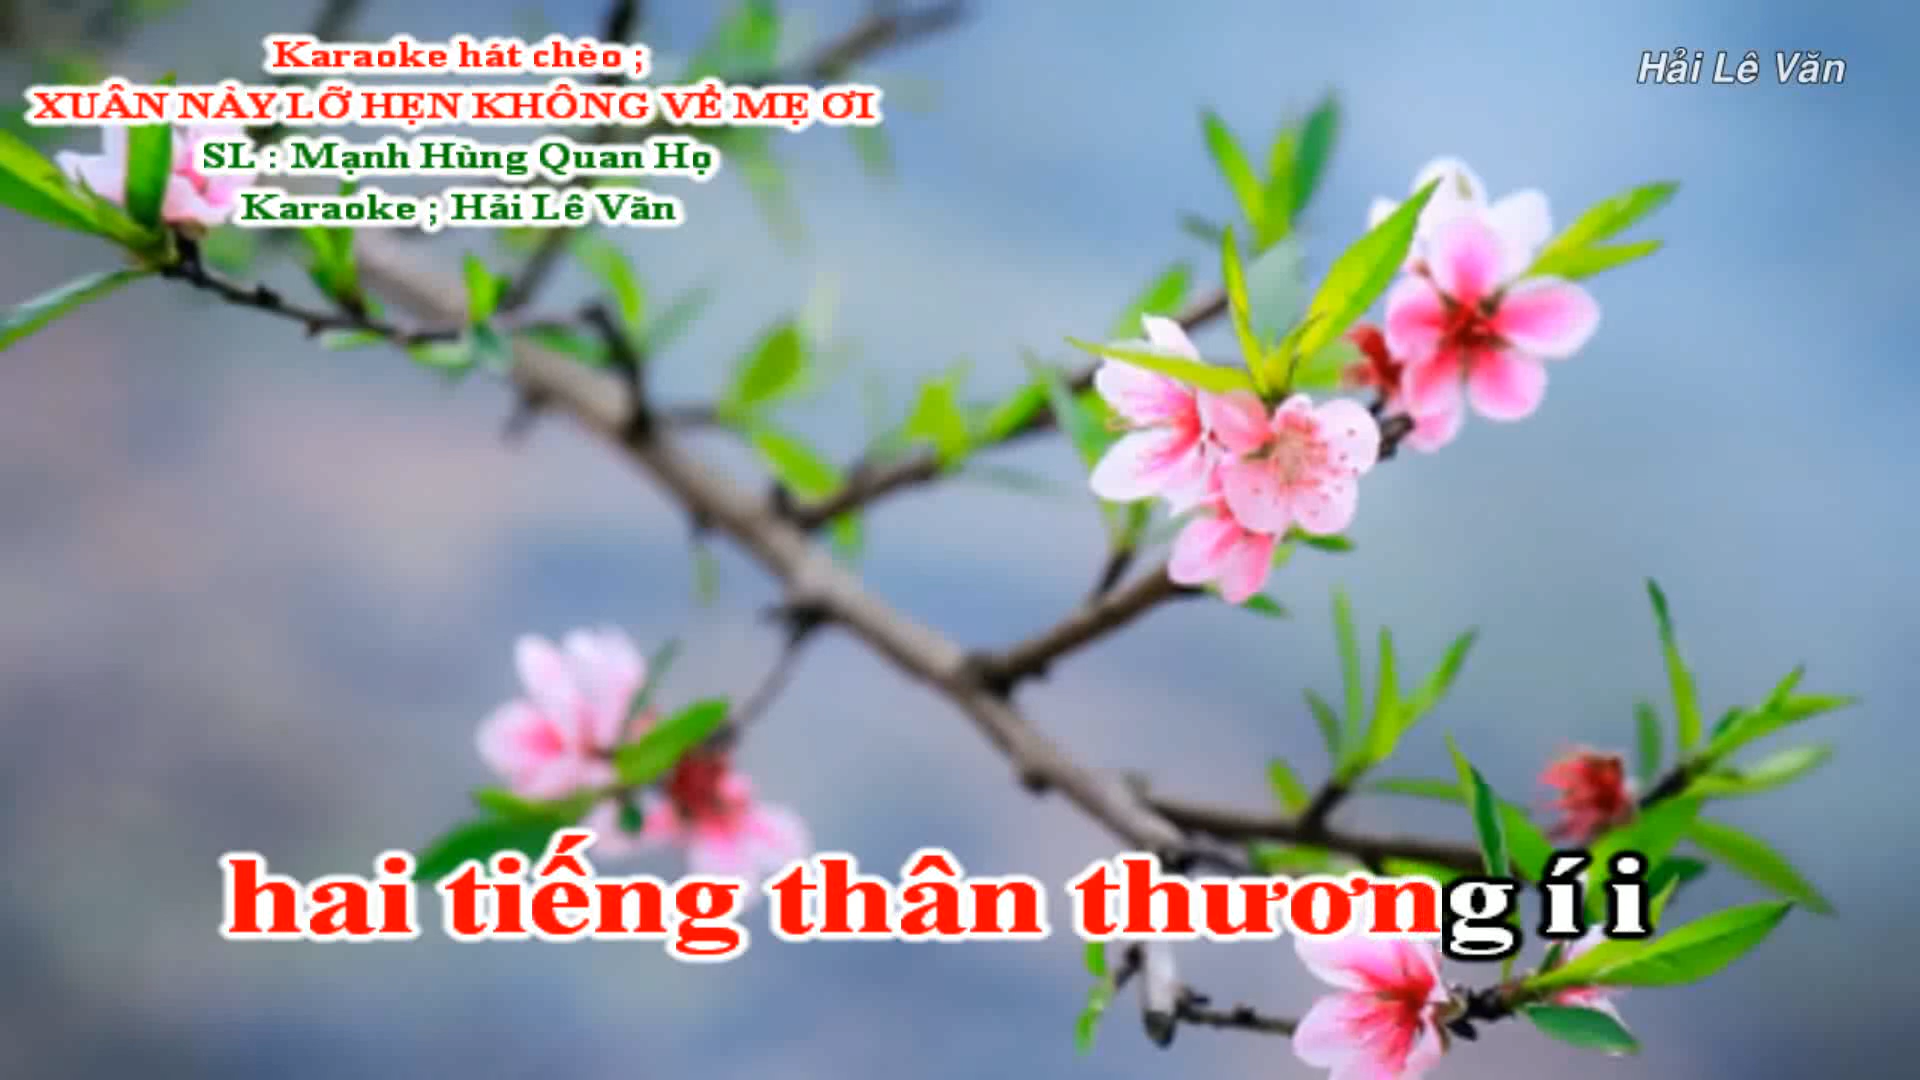 Karaoke hát chèo ;
XUÂN NÀY LỠ HẸN KHÔNG VỀ MẸ ƠI
SL : Mạnh Hùng Quan Họ
Karaoke ; Hải Lê Văn
Hải Lê Văn
hai tiếng thân thương í i